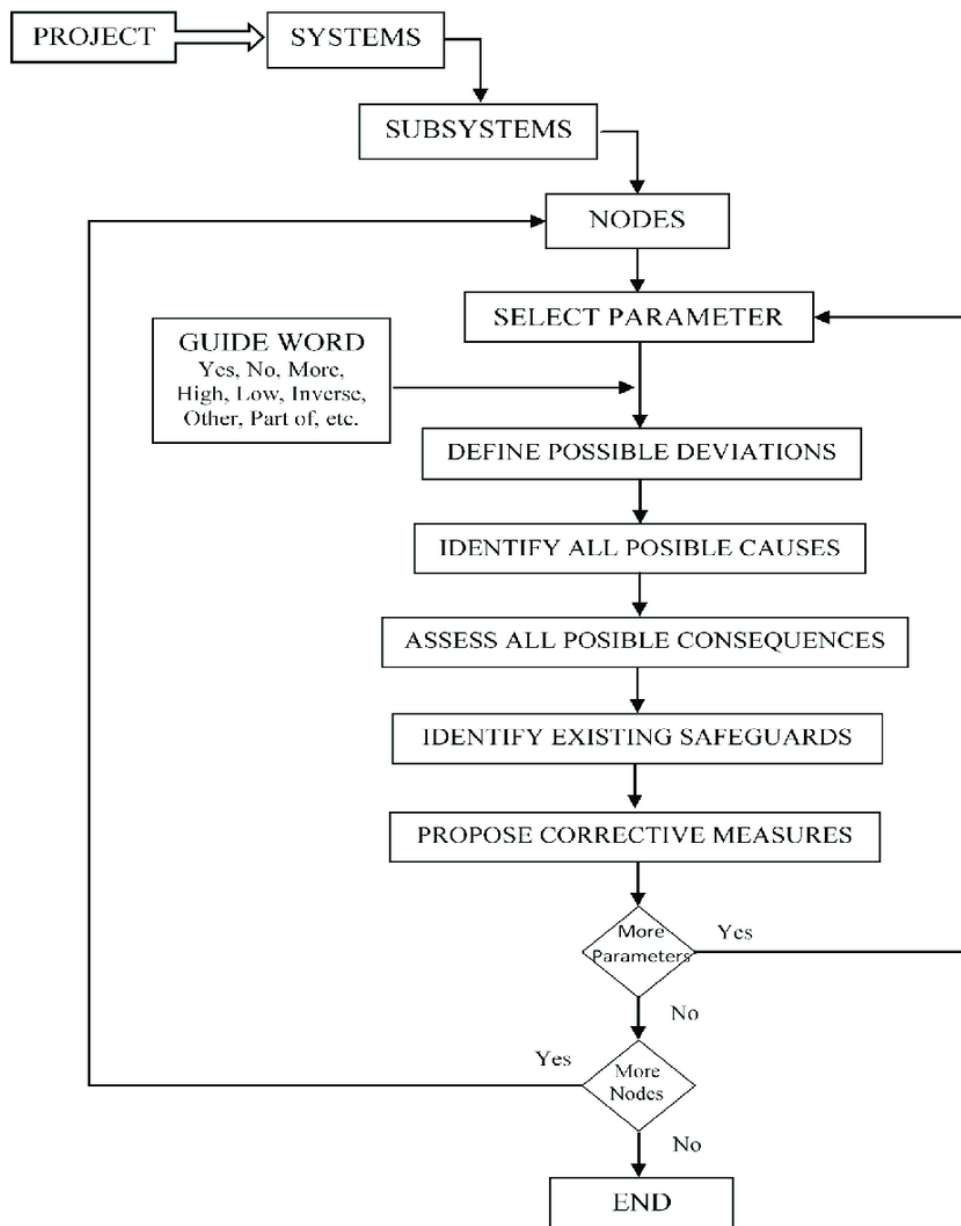 PROJECT
SYSTEMS
SUBSYSTEMS
NODES
SELECT PARAMETER
GUIDE WORD
Yes, No, More,
High, Low, Inverse,
Other, Part of, etc.
DEFINE POSSIBLE DEVIATIONS
IDENTIFY ALL POSIBLE CAUSES
ASSESS ALL POSIBLE CONSEQUENCES
IDENTIFY EXISTING SAFEGUARDS
PROPOSE CORRECTIVE MEASURES
More
Parameters
Yes
No
More
Nodes
Yes
No
END